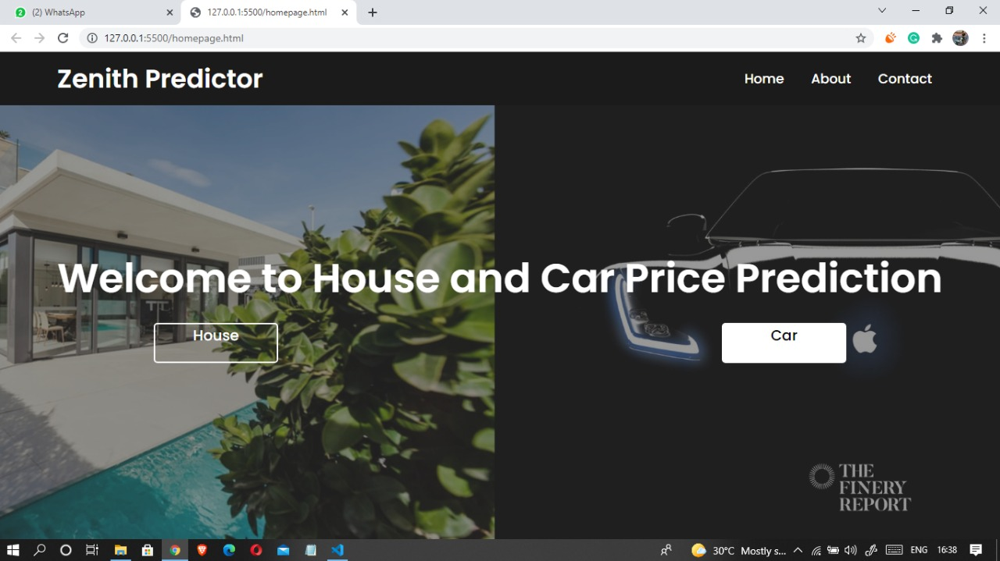 2 (2) WhatsApp
127.0.0.1:5500/homepage.html
127.0.0.1:5500/homepage.html
Zenith Predictor
Home About Contact
Welcome to House and Car Price Prediction
House
Car
THE
FINERY
REPORT
30°C Mostly s...
ENG
16:38